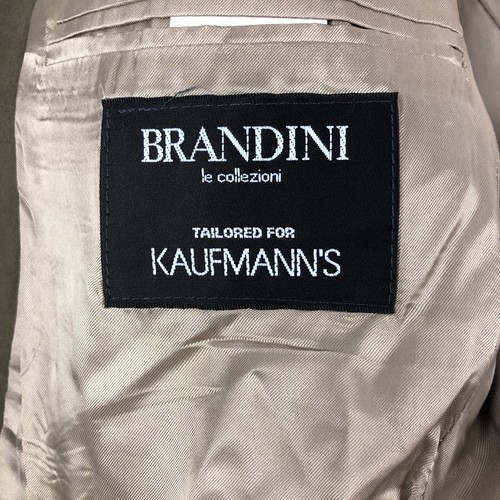 BRANDINI
le collezioni
TAILORED FOR
KAUFMANN'S